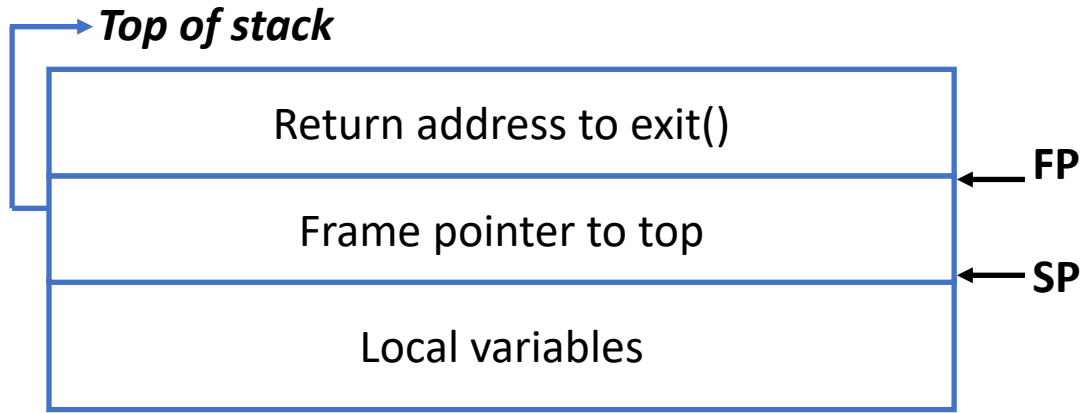 Top of stack
Return address to exit()
FP
Frame pointer to top
SP
Local variables